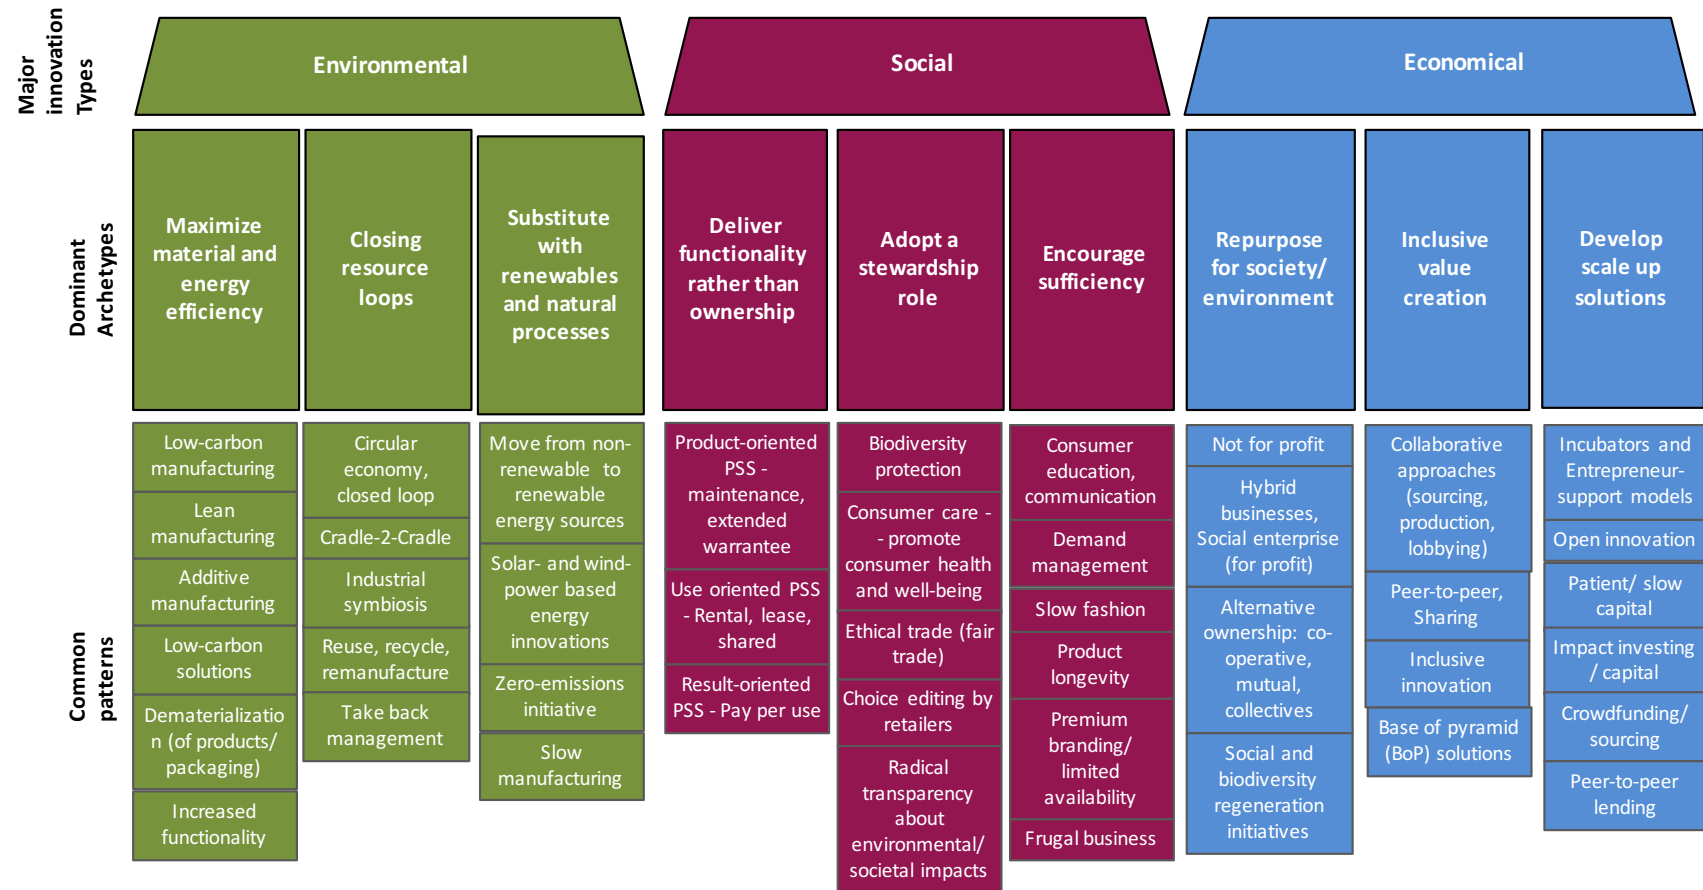 Major
innovation
Types
Environmental
Social
Economical
Dominant
Archetypes
Maximize
material and
energy
efficiency
Closing
resource
loops
Substitute
with
renewables
and natural
processes
Deliver
functionality
rather than
ownership
Adopt a
stewardship
role
Encourage
sufficiency
Repurpose
for society/
environment
Inclusive
value
creation
Develop
scale up
solutions
Common
patterns
Low-carbon
manufacturing
Lean
manufacturing
Additive
manufacturing
Low-carbon
solutions
Dematerializatio
n (of products/
packaging)
Increased
functionality
Circular
economy,
closed loop
Cradle-2-Cradle
Industrial
symbiosis
Reuse, recycle,
remanufacture
Take back
management
Move from non-
renewable to
renewable
energy sources
Solar- and wind-
power based
energy
innovations
Zero-emissions
initiative
Slow
manufacturing
Product-oriented
PSS -
maintenance,
extended
warrantee
Use oriented PSS
- Rental, lease,
shared
Result-oriented
PSS - Pay per use
Biodiversity
protection
Consumer care -
- promote
consumer health
and well-being
Ethical trade (fair
trade)
Choice editing by
retailers
Radical
transparency
about
environmental/
societal impacts
Consumer
education,
communication
Demand
management
Slow fashion
Product
longevity
Premium
branding/
limited
availability
Frugal business
Not for profit
Hybrid
businesses,
Social enterprise
(for profit)
Alternative
ownership: co-
operative,
mutual,
collectives
Social and
biodiversity
regeneration
initiatives
Collaborative
approaches
(sourcing,
production,
lobbying)
Peer-to-peer,
Sharing
Inclusive
innovation
Base of pyramid
(BoP) solutions
Incubators and
Entrepreneur-
support models
Open innovation
Patient/ slow
capital
Impact investing
/ capital
Crowdfunding/
sourcing
Peer-to-peer
lending